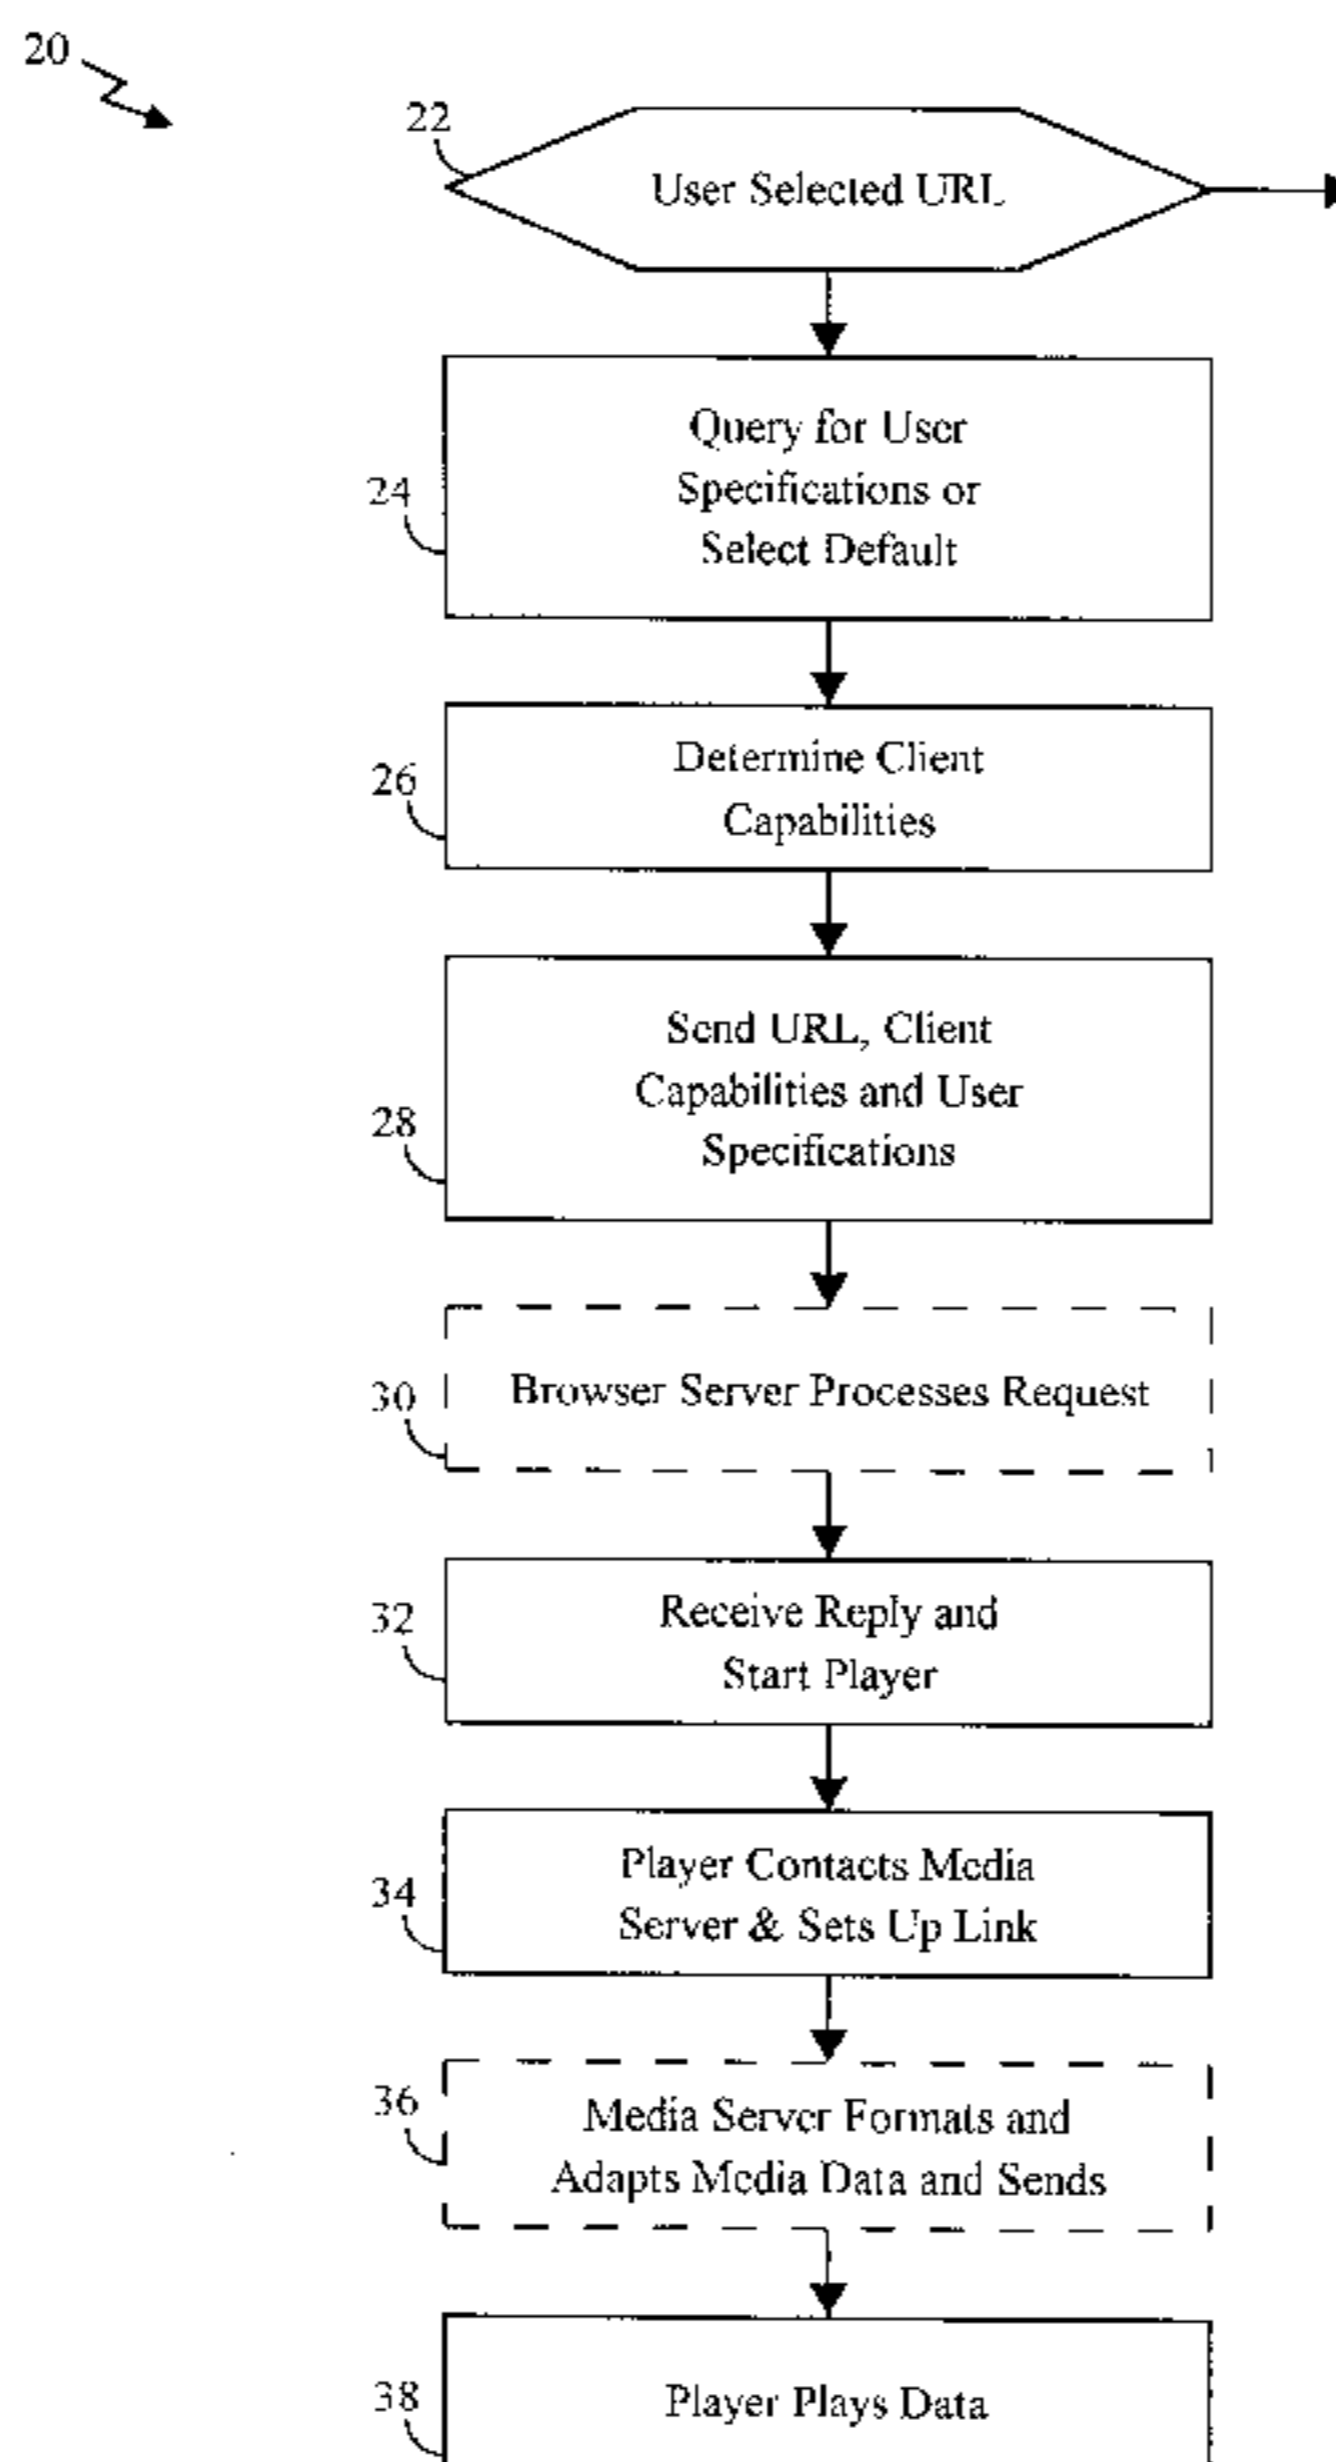 20
22
User Selected URL
Query for User
Specifications or
Select Default
24
Determine Client
Capabilities
26
Send URL, Client
Capabilities and User
Specifications
28
Browser Server Processes Request
30
Receive Reply and
Start Player
32
Player Contacts Media
Server & Sets Up Link
34
Media Server Formats and
Adapts Media Data and Sends
36
Player Plays Data
38